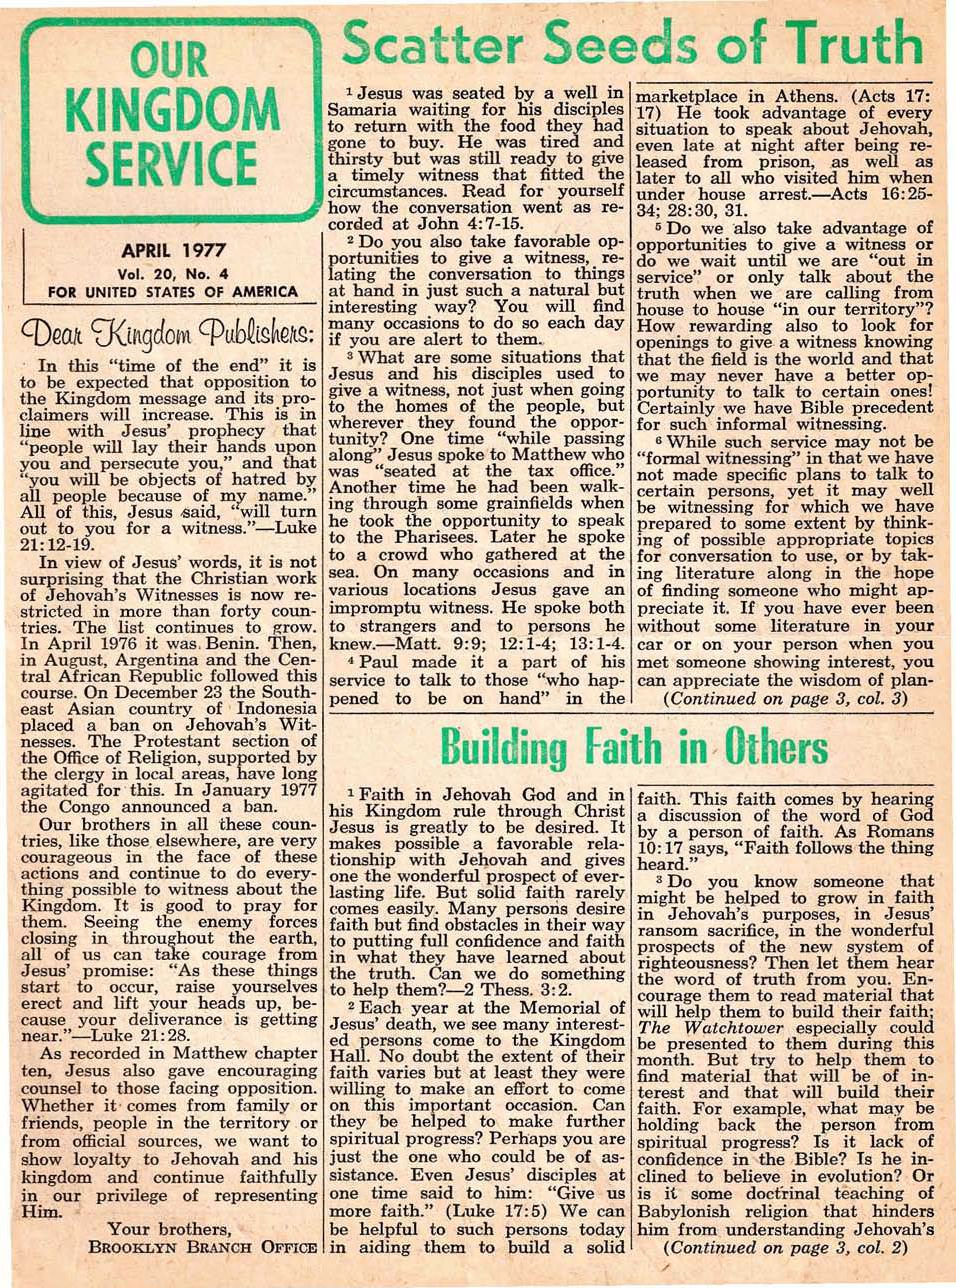 OUR
KINGDOM
SERVICE
APRIL 1977
Vol. 20, No. 4
FOR UNITED STATES OF AMERICA
Dear Kingdom Publishers:
In this “time of the end” it is
to be expected that opposition to
the Kingdom message and its pro-
claimers will increase. This is in
line with Jesus’ prophecy that
“people will lay their hands upon
you and persecute you,” and that
“you will be objects of hatred by
all people because of my name.”
All of this, Jesus said, “will turn
out to you for a witness.”—Luke
21:12-19.
In view of Jesus’ words, it is not
surprising that the Christian work
of Jehovah’s Witnesses is now re-
stricted in more than forty coun-
tries. The list continues to grow.
In April 1976 it was Benin. Then,
in August, Argentina and the Cen-
tral African Republic followed this
course. On December 23 the South-
east Asian country of Indonesia
placed a ban on Jehovah’s Wit-
nesses. The Protestant section of
the Office of Religion, supported by
the clergy in local areas, have long
agitated for this. In January 1977
the Congo announced a ban.
Our brothers in all these coun-
tries, like those elsewhere, are very
courageous in the face of these
actions and continue to do every-
thing possible to witness about the
Kingdom. It is good to pray for
them. Seeing the enemy forces
closing in throughout the earth,
all of us can take courage from
Jesus’ promise: “As these things
start to occur, raise yourselves
erect and lift your heads up, be-
cause your deliverance is getting
near.”—Luke 21:28.
As recorded in Matthew chapter
ten, Jesus also gave encouraging
counsel to those facing opposition.
Whether it comes from family or
friends, people in the territory or
from official sources, we want to
show loyalty to Jehovah and his
kingdom and continue faithfully
in our privilege of representing
Him.
Your brothers,
BROOKLYN BRANCH OFFICE
Scatter Seeds of Truth
1 Jesus was seated by a well in
Samaria waiting for his disciples
to return with the food they had
gone to buy. He was tired and
thirsty but was still ready to give
a timely witness that fitted the
circumstances. Read for yourself
how the conversation went as re-
corded at John 4:7-15.
2 Do you also take favorable op-
portunities to give a witness, re-
lating the conversation to things
at hand in just such a natural but
interesting way? You will find
many occasions to do so each day
if you are alert to them.
3 What are some situations that
Jesus and his disciples used to
give a witness, not just when going
to the homes of the people, but
wherever they found the oppor-
tunity? One time “while passing
along” Jesus spoke to Matthew who
was “seated at the tax office.”
Another time he had been walk-
ing through some grainfields when
he took the opportunity to speak
to the Pharisees. Later he spoke
to a crowd who gathered at the
sea. On many occasions and in
various locations Jesus gave an
impromptu witness. He spoke both
to strangers and to persons he
knew.—Matt. 9:9; 12:1-4; 13:1-4.
4 Paul made it a part of his
service to talk to those “who hap-
pened to be on hand” in the
marketplace in Athens. (Acts 17:
17) He took advantage of every
situation to speak about Jehovah,
even late at night after being re-
leased from prison, as well as
later to all who visited him when
under house arrest.—Acts 16:25-
34; 28:30, 31.
5 Do we also take advantage of
opportunities to give a witness or
do we wait until we are “out in
service” or only talk about the
truth when we are calling from
house to house “in our territory”?
How rewarding also to look for
openings to give a witness knowing
that the field is the world and that
we may never have a better op-
portunity to talk to certain ones!
Certainly we have Bible precedent
for such informal witnessing.
6 While such service may not be
“formal witnessing” in that we have
not made specific plans to talk to
certain persons, yet it may well
be witnessing for which we have
prepared to some extent by think-
ing of possible appropriate topics
for conversation to use, or by tak-
ing literature along in the hope
of finding someone who might ap-
preciate it. If you have ever been
without some literature in your
car or on your person when you
met someone showing interest, you
can appreciate the wisdom of plan-
(Continued on page 3, col. 3)
Building Faith in Others
1 Faith in Jehovah God and in
his Kingdom rule through Christ
Jesus is greatly to be desired. It
makes possible a favorable rela-
tionship with Jehovah and gives
one the wonderful prospect of ever-
lasting life. But solid faith rarely
comes easily. Many persons desire
faith but find obstacles in their way
to putting full confidence and faith
in what they have learned about
the truth. Can we do something
to help them?—2 Thess. 3:2.
2 Each year at the Memorial of
Jesus’ death, we see many interest-
ed persons come to the Kingdom
Hall. No doubt the extent of their
faith varies but at least they were
willing to make an effort to come
on this important occasion. Can
they be helped to make further
spiritual progress? Perhaps you are
just the one who could be of as-
sistance. Even Jesus’ disciples at
one time said to him: “Give us
more faith.” (Luke 17:5) We can
be helpful to such persons today
in aiding them to build a solid
faith. This faith comes by hearing
a discussion of the word of God
by a person of faith. As Romans
10:17 says, “Faith follows the thing
heard.”
3 Do you know someone that
might be helped to grow in faith
in Jehovah’s purposes, in Jesus’
ransom sacrifice, in the wonderful
prospects of the new system of
righteousness? Then let them hear
the word of truth from you. En-
courage them to read material that
will help them to build their faith;
The Watchtower especially could
be presented to them during this
month. But try to help them to
find material that will be of in-
terest and that will build their
faith. For example, what may be
holding back the person from
spiritual progress? Is it lack of
confidence in the Bible? Is he in-
clined to believe in evolution? Or
is it some doctrinal teaching of
Babylonish religion that hinders
him from understanding Jehovah’s
(Continued on page 3, col. 2)